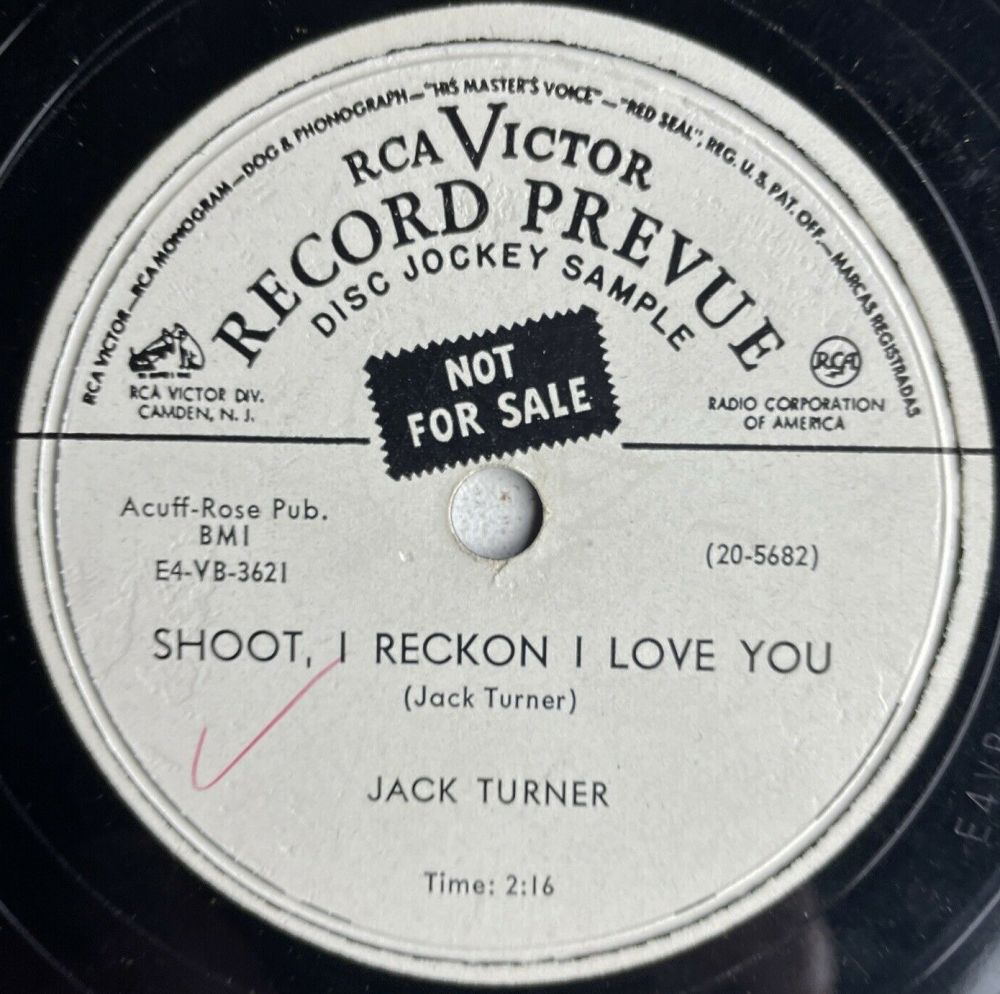 RCA VICTOR—RCA MONOGRAM—DOG & PHONOGRAPH—"HIS MASTER'S VOICE"—"RED SEAL", REG. U. S. PAT. OFF.—MARCAS REGISTRADAS
RCA VICTOR
RECORD PREVUE
DISC JOCKEY SAMPLE
NOT
FOR SALE
RCA VICTOR DIV.
CAMDEN, N. J.
RCA
RADIO CORPORATION
OF AMERICA
Acuff-Rose Pub.
BMI
E4-VB-3621
(20-5682)
SHOOT, I RECKON I LOVE YOU
(Jack Turner)
JACK TURNER
Time: 2:16
E4VB